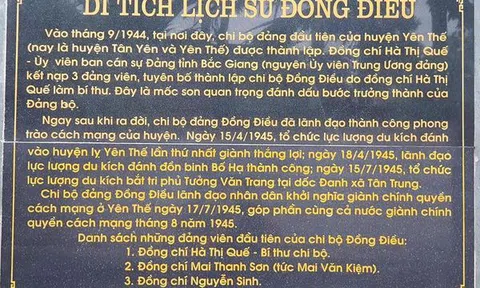 DI TÍCH LỊCH SỬ ĐỒNG ĐIỀU
Vào tháng 9/1944, tại nơi đây, chi bộ đảng đầu tiên của huyện Yên Thế
(nay là huyện Tân Yên và Yên Thế) được thành lập. Đồng chí Hà Thị Quế
- Ủy viên ban cán sự Đảng tỉnh Bắc Giang (nguyên Ủy viên Trung Ương đảng)
kết nạp 3 đảng viên, tuyên bố thành lập chi bộ Đồng Điều do đồng chí Hà Thị
Quế làm bí thư. Đây là mốc son quan trọng đánh dấu bước trưởng thành của
Đảng bộ.
Ngay sau khi ra đời, chi bộ đảng Đồng Điều đã lãnh đạo thành công phong
trào cách mạng của huyện. Ngày 15/4/1945, tổ chức lực lượng du kích đánh
vào huyện lỵ Yên Thế lần thứ nhất giành thắng lợi; ngày 18/4/1945, lãnh đạo
lực lượng du kích đánh đồn binh Bố Hạ thành công; ngày 15/7/1945, tổ chức
lực lượng du kích bắt tri phủ Tưởng Văn Trang tại dốc Đanh xã Tân Trung.
Chi bộ đảng Đồng Điều lãnh đạo nhân dân khởi nghĩa giành chính quyền
cách mạng ở Yên Thế ngày 17/7/1945, góp phần cùng cả nước giành chính
quyền cách mạng tháng 8 năm 1945.
Danh sách những đảng viên đầu tiên của chi bộ Đồng Điều:
1. Đồng chí Hà Thị Quế - Bí thư chi bộ.
2. Đồng chí Mai Thanh Sơn (tức Mai Văn Kiệm).
3. Đồng chí Nguyễn Sinh.